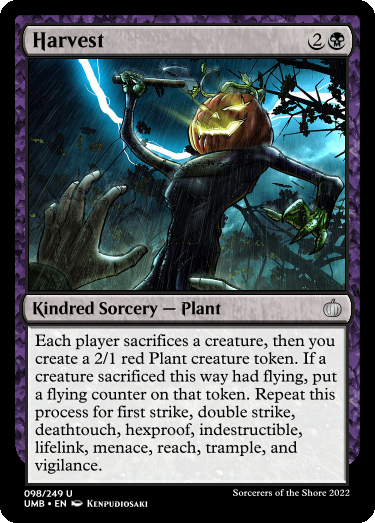 Harvest 2
Kindred Sorcery — Plant
Each player sacrifices a creature, then you
create a 2/1 red Plant creature token. If a
creature sacrificed this way had flying, put
a flying counter on that token. Repeat this
process for first strike, double strike,
deathtouch, hexproof, indestructible,
lifelink, menace, reach, trample, and
vigilance.
098/249 U
Sorcerers of the Shore 2022
UMB • EN Kenpudiosaki